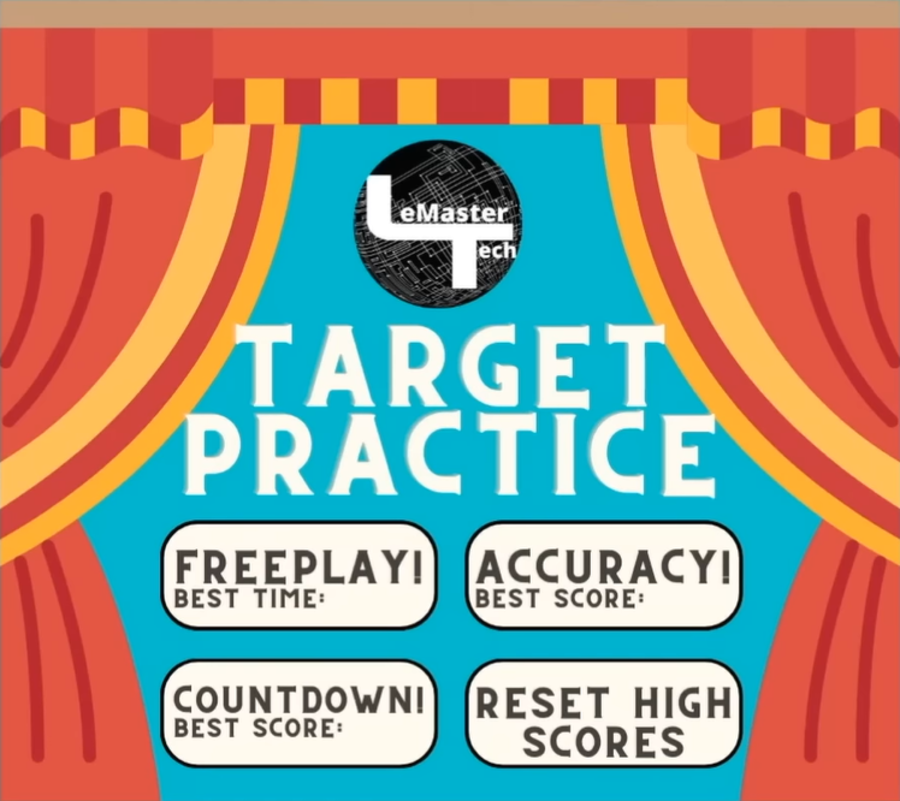 LeMaster
Tech
TARGET
PRACTICE
FREEPLAY!
BEST TIME:
ACCURACY!
BEST SCORE:
COUNTDOWN!
BEST SCORE:
RESET HIGH
SCORES